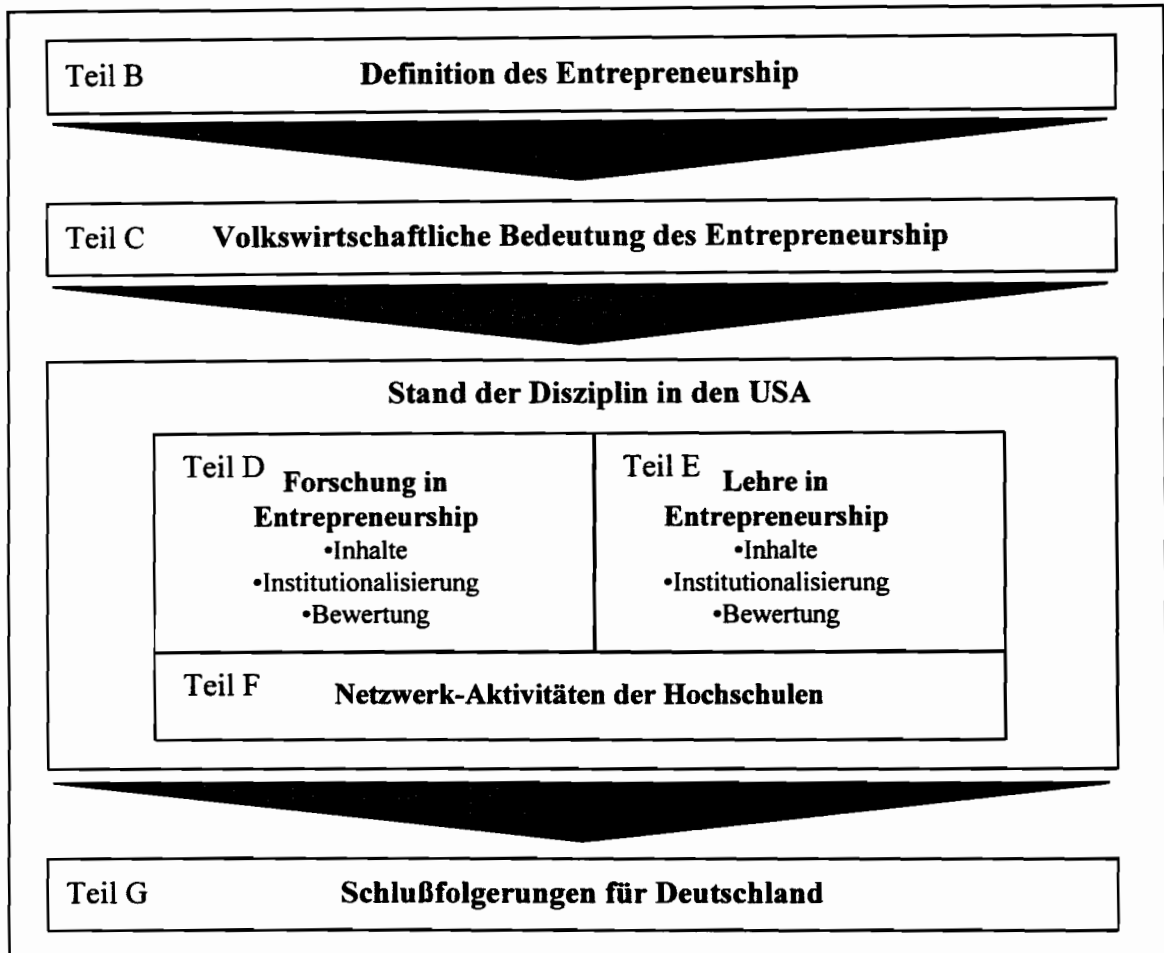 Teil B Definition des Entrepreneurship
Teil C Volkswirtschaftliche Bedeutung des Entrepreneurship
Stand der Disziplin in den USA
Teil D
Forschung in
Entrepreneurship
•Inhalte
•Institutionalisierung
•Bewertung
Teil E
Lehre in
Entrepreneurship
•Inhalte
•Institutionalisierung
•Bewertung
Teil F Netzwerk-Aktivitäten der Hochschulen
Teil G Schlußfolgerungen für Deutschland